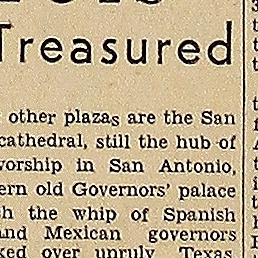 Treasured
other plazas are the San
cathedral, still the hub of
worship in San Antonio,
ern old Governors' palace
h the whip of Spanish
and Mexican governors
ked over unruly Texas